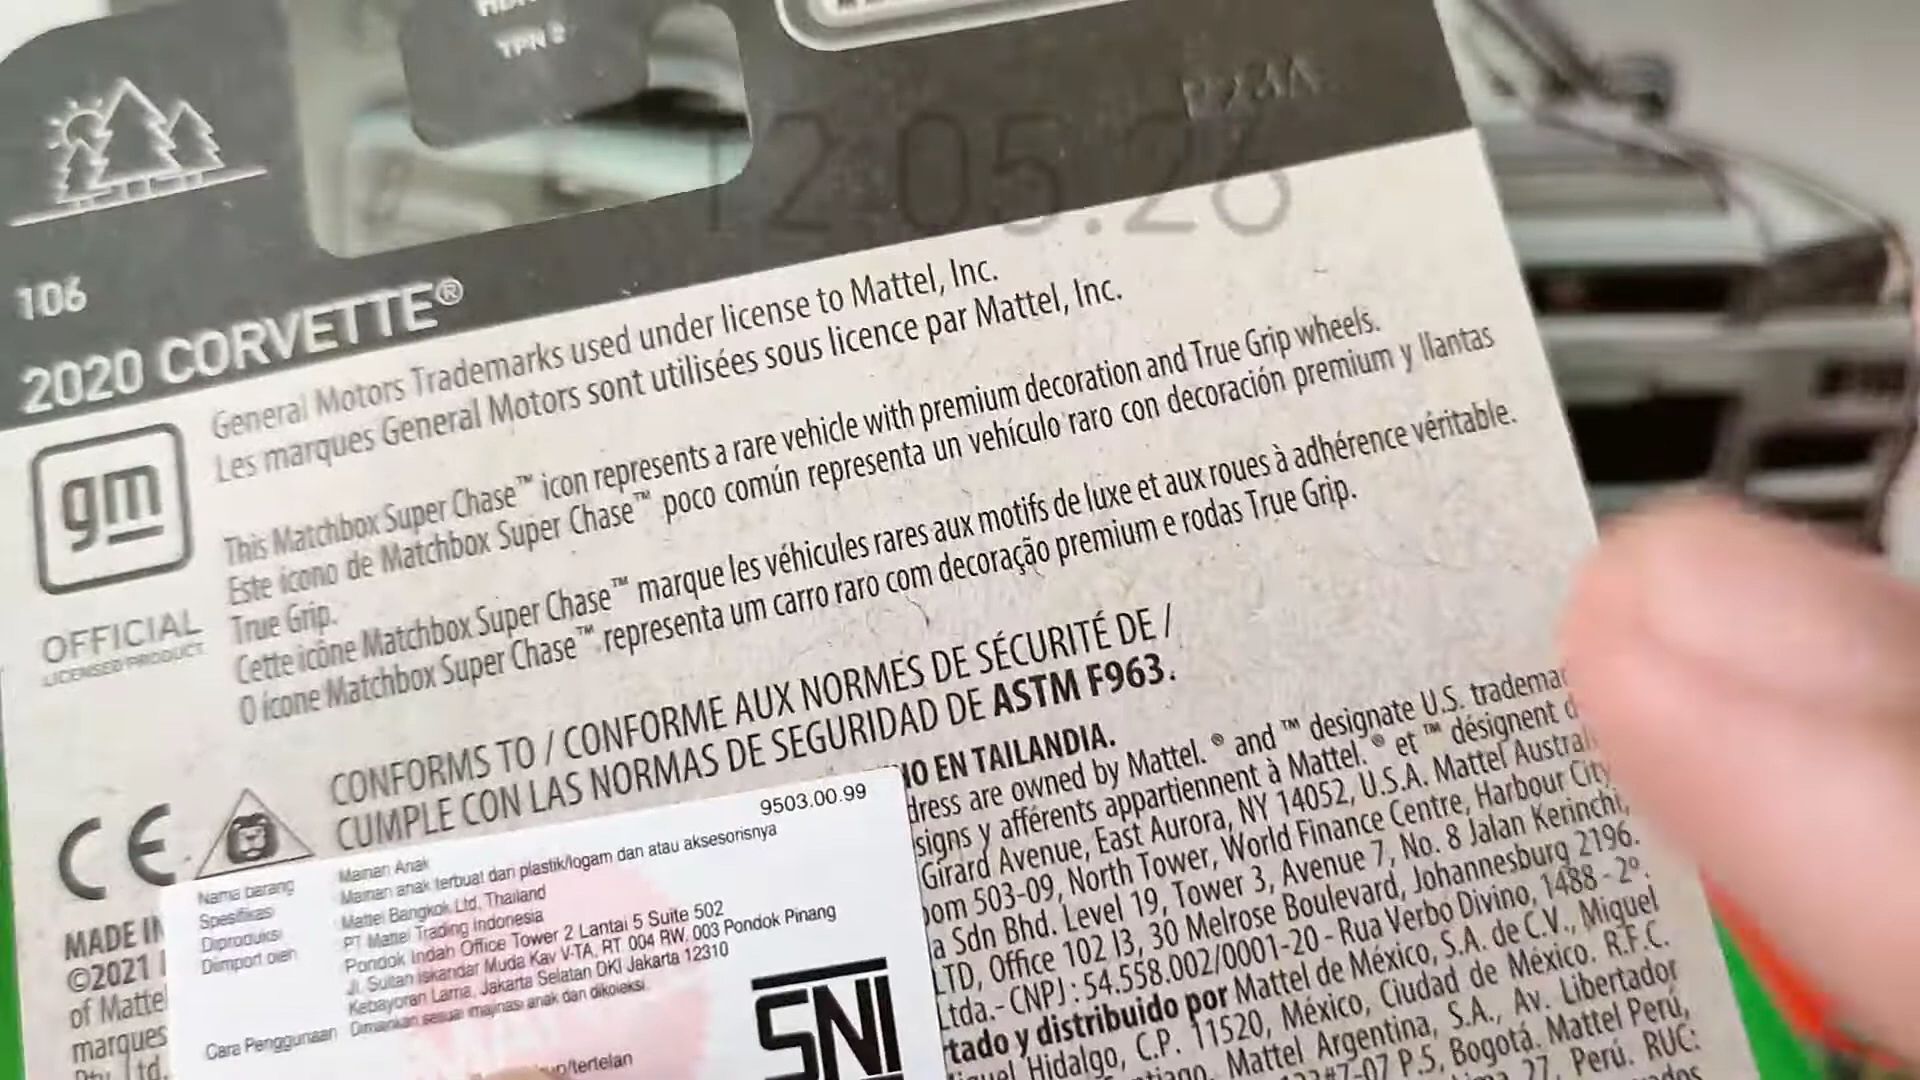 TPN
P23A
12.05.26
106
2020 CORVETTE®
General Motors Trademarks used under license to Mattel, Inc.
Les marques General Motors sont utilisées sous licence par Mattel, Inc.
gm
OFFICIAL
LICENSED PRODUCT
This Matchbox Super Chase™ icon represents a rare vehicle with premium decoration and True Grip wheels.
Este ícono de Matchbox Super Chase™ poco común representa un vehículo raro con decoración premium y llantas
True Grip.
Cette icône Matchbox Super Chase™ marque les véhicules rares aux motifs de luxe et aux roues à adhérence véritable.
O ícone Matchbox Super Chase™ representa um carro raro com decoração premium e rodas True Grip.
CONFORMS TO / CONFORME AUX NORMES DE SÉCURITÉ DE /
CUMPLE CON LAS NORMAS DE SEGURIDAD DE ASTM F963.
CE
MADE IN
©2021
of Mattel
marques
Pty. Ltd.
9503.00.99
Nama barang Mainan Anak
Spesifikasi Mainan anak terbuat dari plastik/logam dan atau aksesorisnya
Diproduksi Mattel Bangkok Ltd, Thailand
Diimport oleh PT Mattel Trading Indonesia
Pondok Indah Office Tower 2 Lantai 5 Suite 502
Jl. Sultan Iskandar Muda Kav V-TA, RT 004 RW, 003 Pondok Pinang
Kebayoran Lama, Jakarta Selatan DKI Jakarta 12310
Cara Penggunaan Dimainkan sesuai imajinasi anak dan dikoleksi.
/tertelan
SNI
EN TAILANDIA.
dress are owned by Mattel. ® and ™ designate U.S. tradema
signs y afférents appartiennent à Mattel. ® et ™ désignent d
Girard Avenue, East Aurora, NY 14052, U.S.A. Mattel Austral
oom 503-09, North Tower, World Finance Centre, Harbour City
a Sdn Bhd. Level 19, Tower 3, Avenue 7, No. 8 Jalan Kerinchi,
LTD, Office 102 I3, 30 Melrose Boulevard, Johannesburg 2196.
Ltda.- CNPJ : 54.558.002/0001-20 - Rua Verbo Divino, 1488 - 2º.
tado y distribuido por Mattel de México, S.A. de C.V., Miguel
Hidalgo, C.P. 11520, México, Ciudad de México. R.F.C.
Mattel Argentina, S.A., Av. Libertador
#7-07 P.5, Bogotá. Mattel Perú,
27, Perú. RUC: